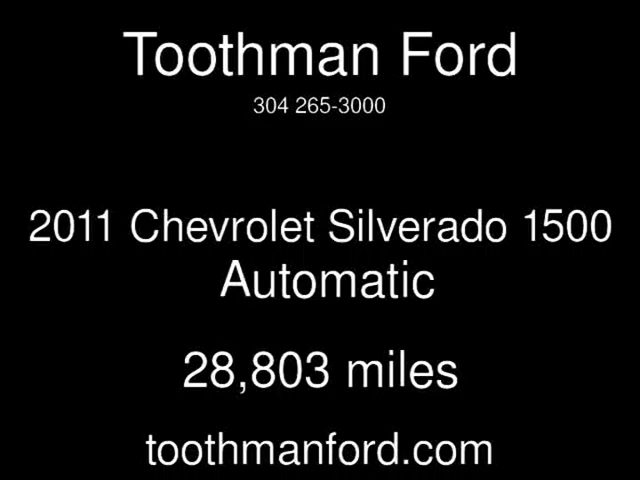 Toothman Ford
304 265-3000
2011 Chevrolet Silverado 1500
Automatic
28,803 miles
toothmanford.com